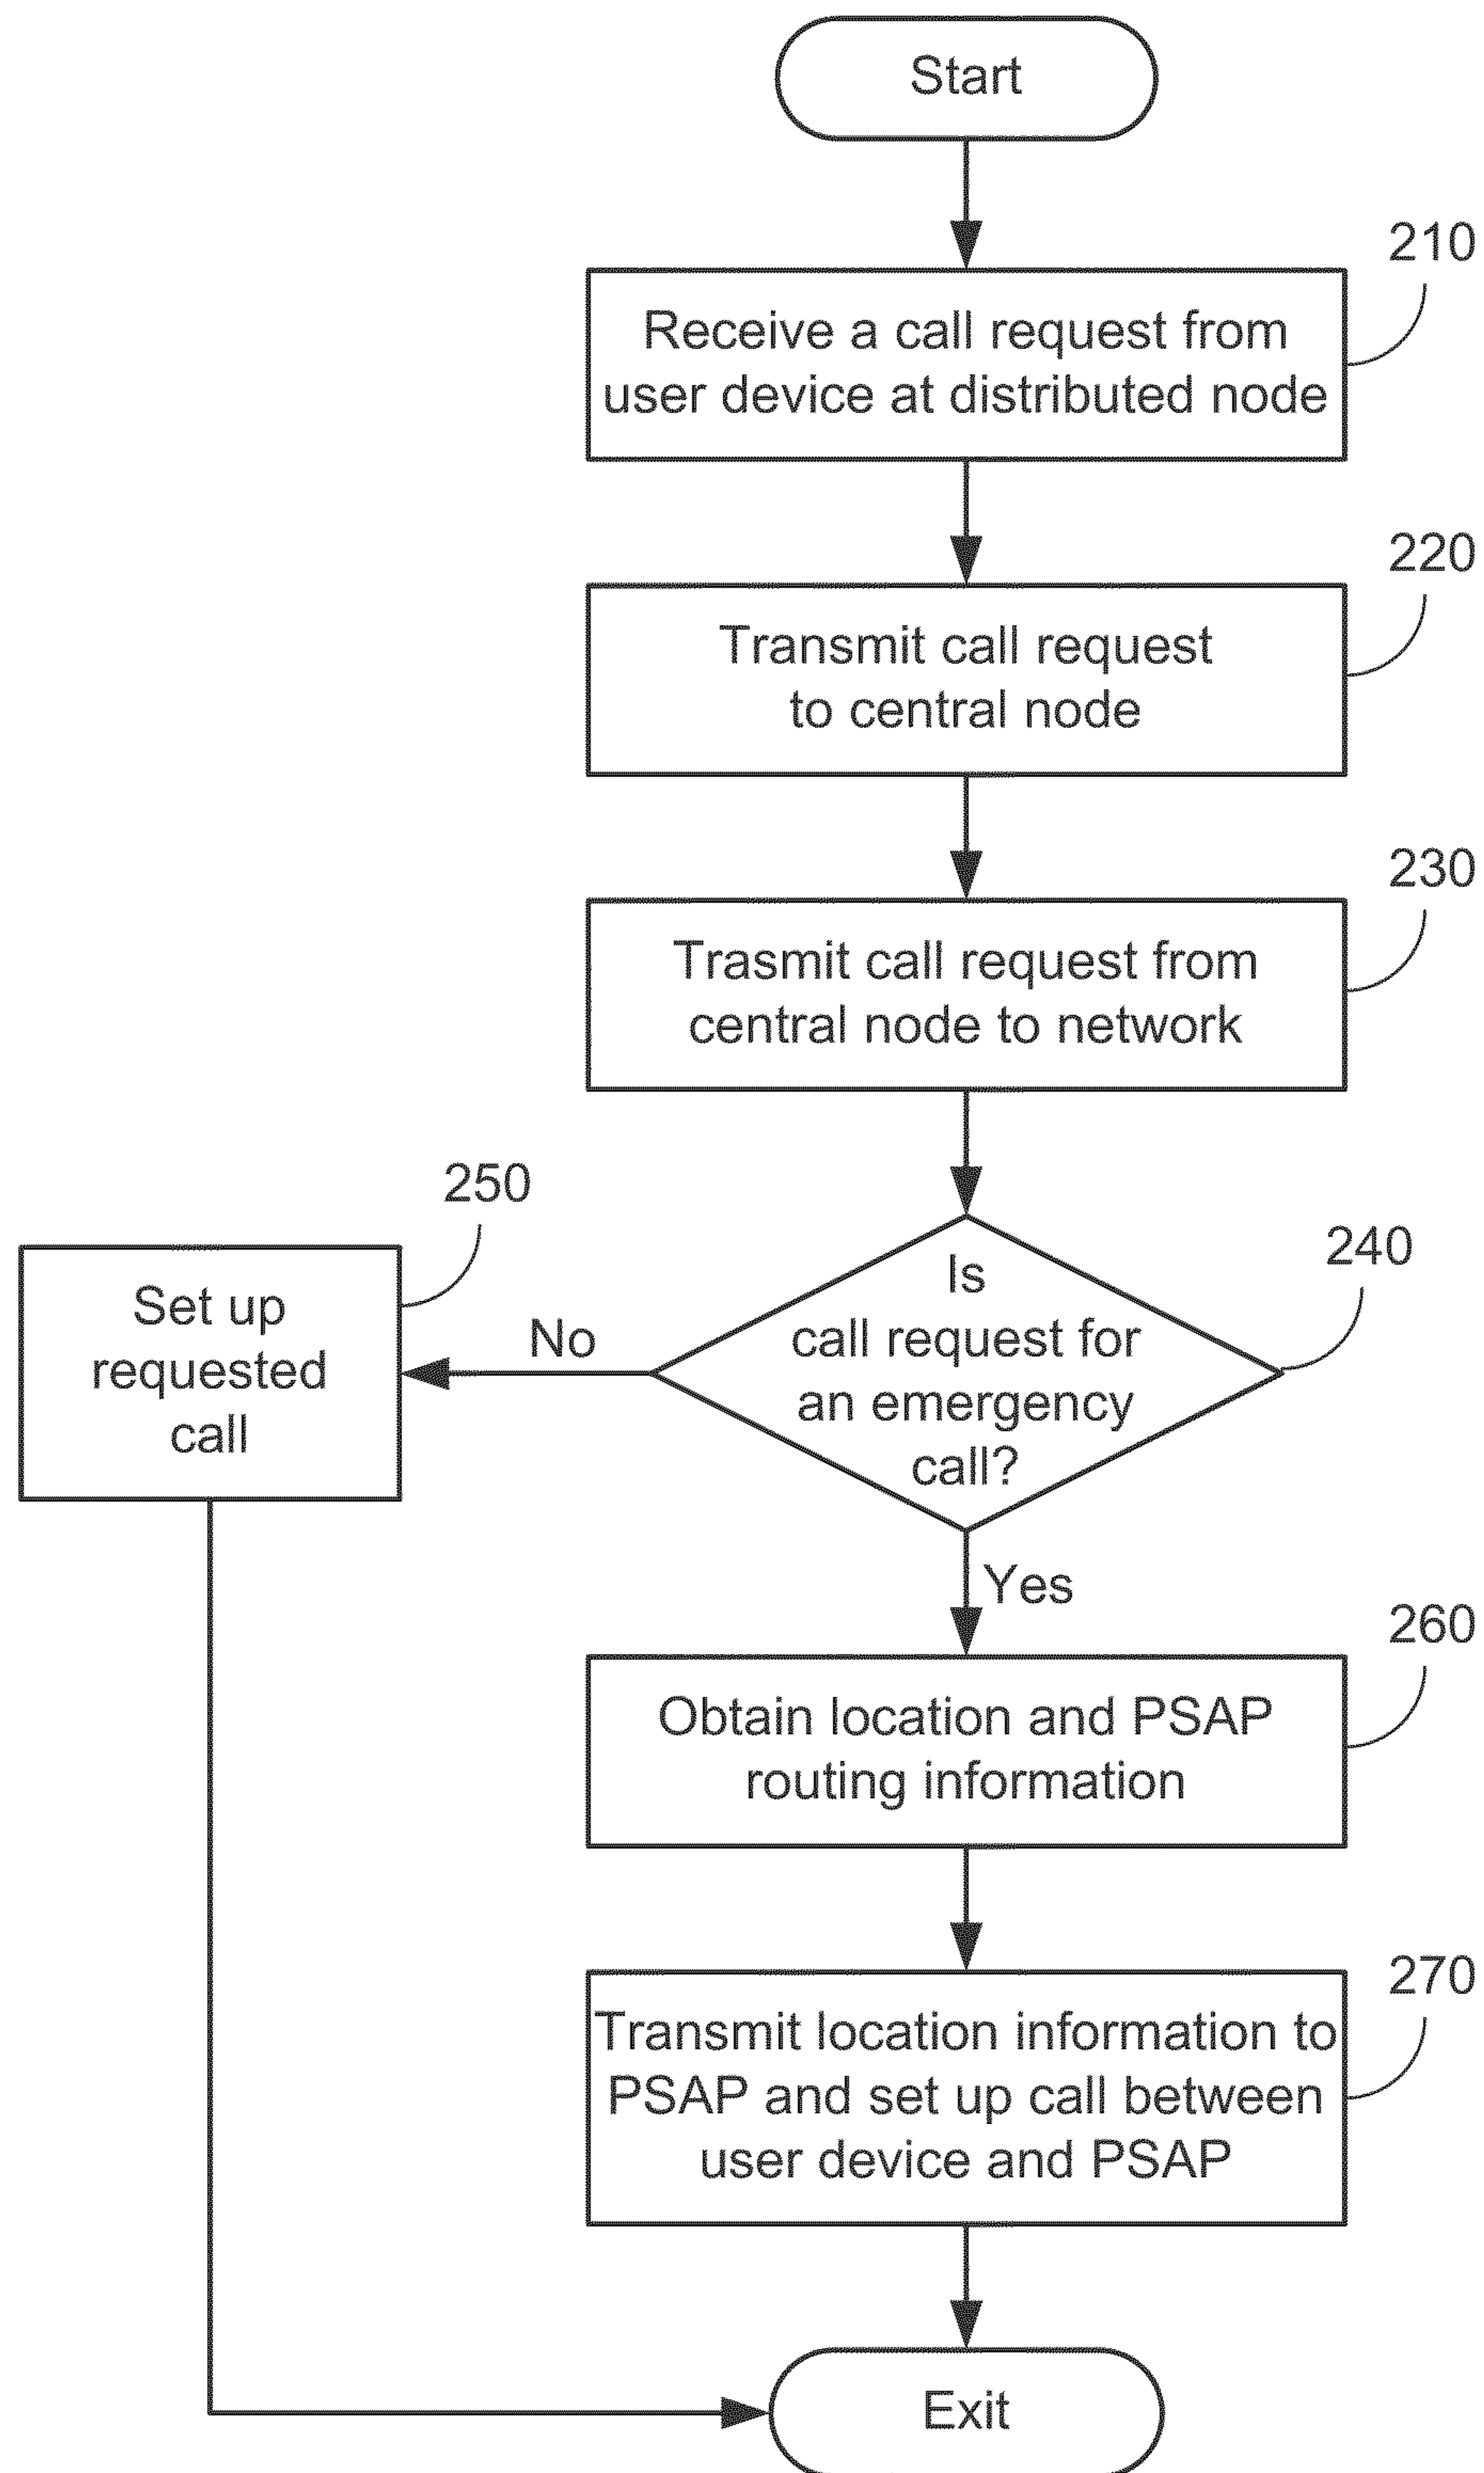 Start
210
Receive a call request from
user device at distributed node
220
Transmit call request
to central node
230
Trasmit call request from
central node to network
240
Is
call request for
an emergency
call?
No
250
Set up
requested
call
Yes
260
Obtain location and PSAP
routing information
270
Transmit location information to
PSAP and set up call between
user device and PSAP
Exit